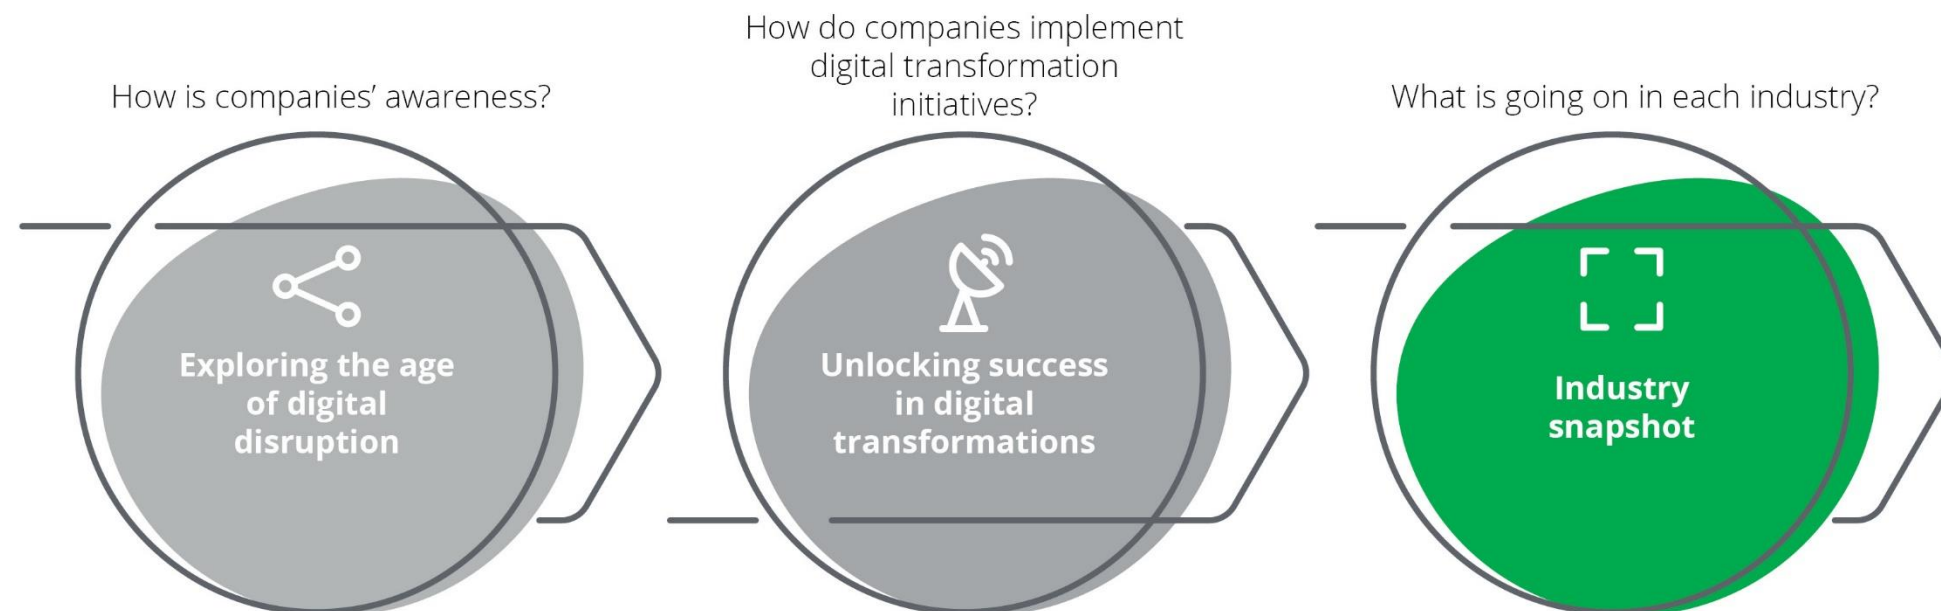 How is companies’ awareness?
Exploring the age
of digital
disruption
How do companies implement
digital transformation
initiatives?
Unlocking success
in digital
transformations
What is going on in each industry?
Industry
snapshot